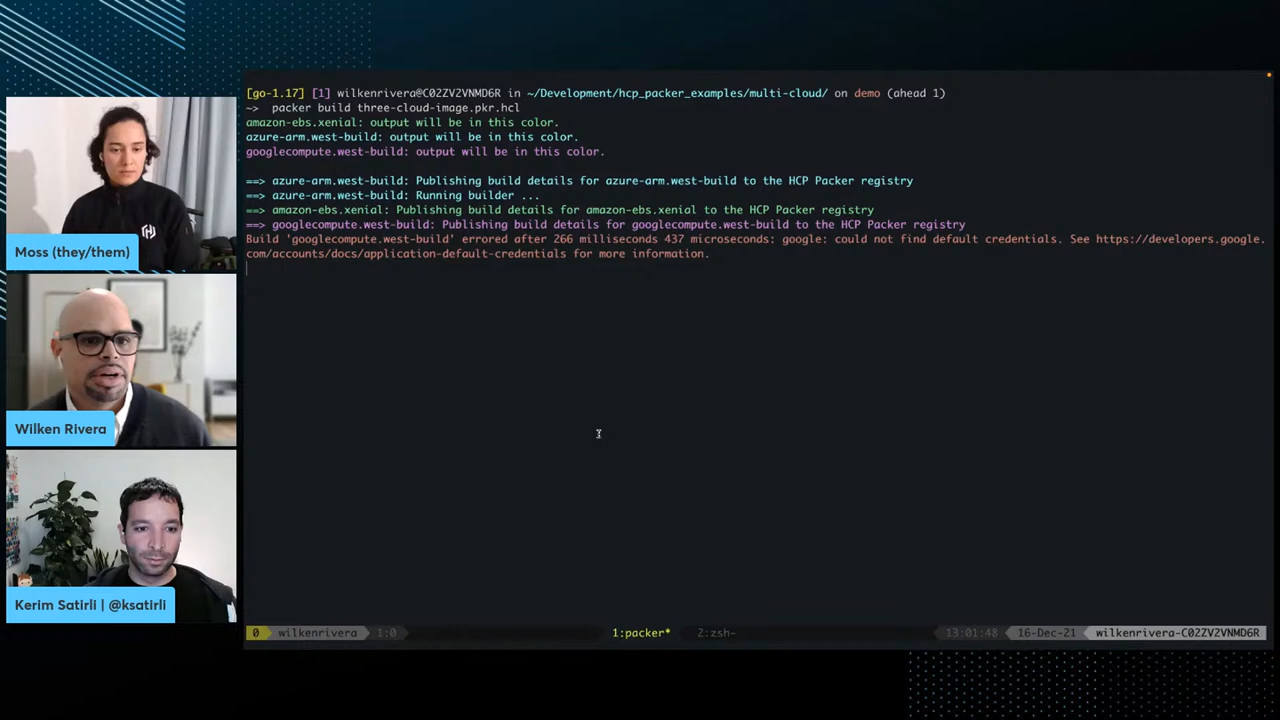 [go-1.17] [1] wilkenrivera@C02ZV2VNMD6R in ~/Development/hcp_packer_examples/multi-cloud/ on demo (ahead 1)
~>  packer build three-cloud-image.pkr.hcl
amazon-ebs.xenial: output will be in this color.
azure-arm.west-build: output will be in this color.
googlecompute.west-build: output will be in this color.
==> azure-arm.west-build: Publishing build details for azure-arm.west-build to the HCP Packer registry
==> azure-arm.west-build: Running builder ...
==> amazon-ebs.xenial: Publishing build details for amazon-ebs.xenial to the HCP Packer registry
==> googlecompute.west-build: Publishing build details for googlecompute.west-build to the HCP Packer registry
Build 'googlecompute.west-build' errored after 266 milliseconds 437 microseconds: google: could not find default credentials. See https://developers.google.
com/accounts/docs/application-default-credentials for more information.
Moss (they/them)
Wilken Rivera
Kerim Satirli | @ksatirli
0 wilkenrivera 1:0 1:packer* 2:zsh- 13:01:48 16-Dec-21 wilkenrivera-C02ZV2VNMD6R